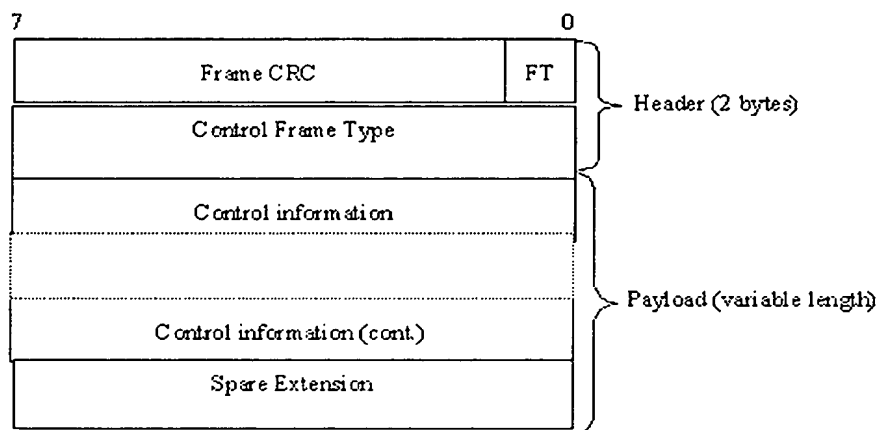 7 0
Frame CRC FT
Header (2 bytes)
Control Frame Type
Control information
Payload (variable length)
Control information (cont.)
Spare Extension